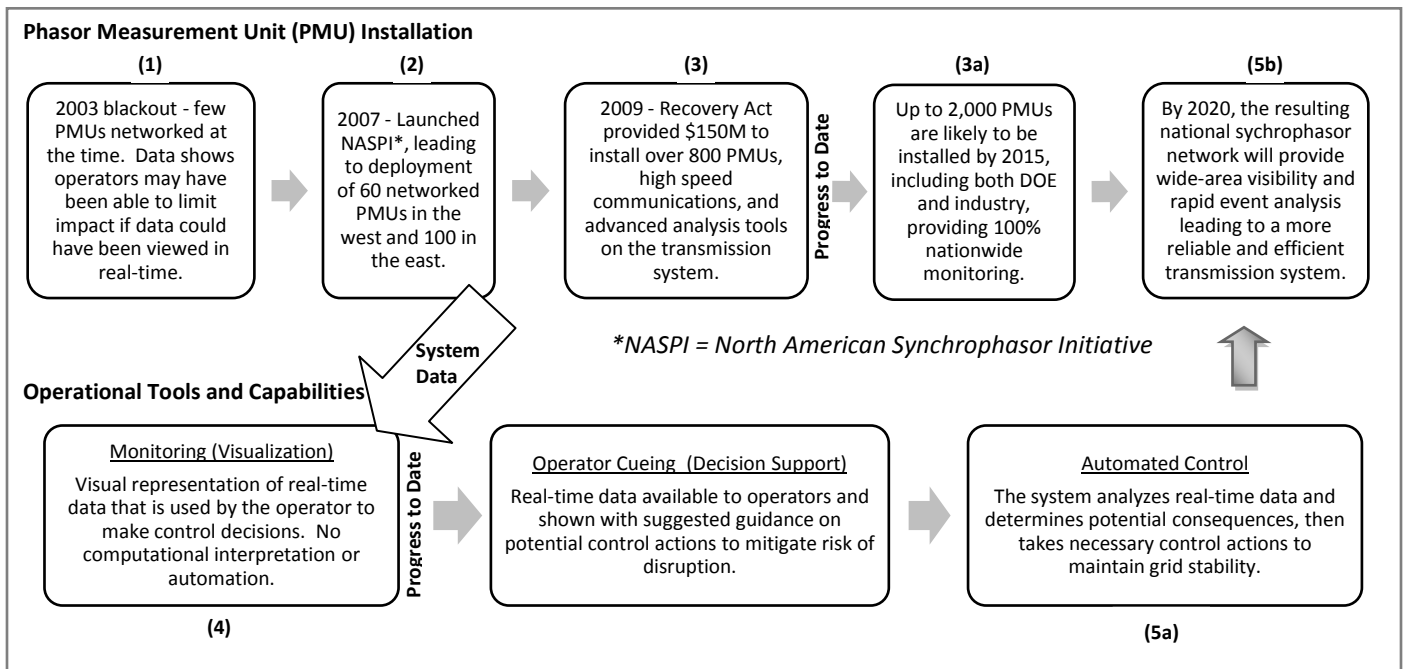 Phasor Measurement Unit (PMU) Installation
(1)
2003 blackout - few
PMUs networked at
the time. Data shows
operators may have
been able to limit
impact if data could
have been viewed in
real-time.
(2)
2007 - Launched
NASPI*, leading
to deployment
of 60 networked
PMUs in the
west and 100 in
the east.
(3)
2009 - Recovery Act
provided $150M to
install over 800 PMUs,
high speed
communications, and
advanced analysis tools
on the transmission
system.
Progress to Date
(3a)
Up to 2,000 PMUs
are likely to be
installed by 2015,
including both DOE
and industry,
providing 100%
nationwide
monitoring.
(5b)
By 2020, the resulting
national sychrophasor
network will provide
wide-area visibility and
rapid event analysis
leading to a more
reliable and efficient
transmission system.
System
Data
*NASPI = North American Synchrophasor Initiative
Operational Tools and Capabilities
Monitoring (Visualization)
Visual representation of real-time
data that is used by the operator to
make control decisions. No
computational interpretation or
automation.
(4)
Progress to Date
Operator Cueing (Decision Support)
Real-time data available to operators and
shown with suggested guidance on
potential control actions to mitigate risk of
disruption.
Automated Control
The system analyzes real-time data and
determines potential consequences, then
takes necessary control actions to
maintain grid stability.
(5a)